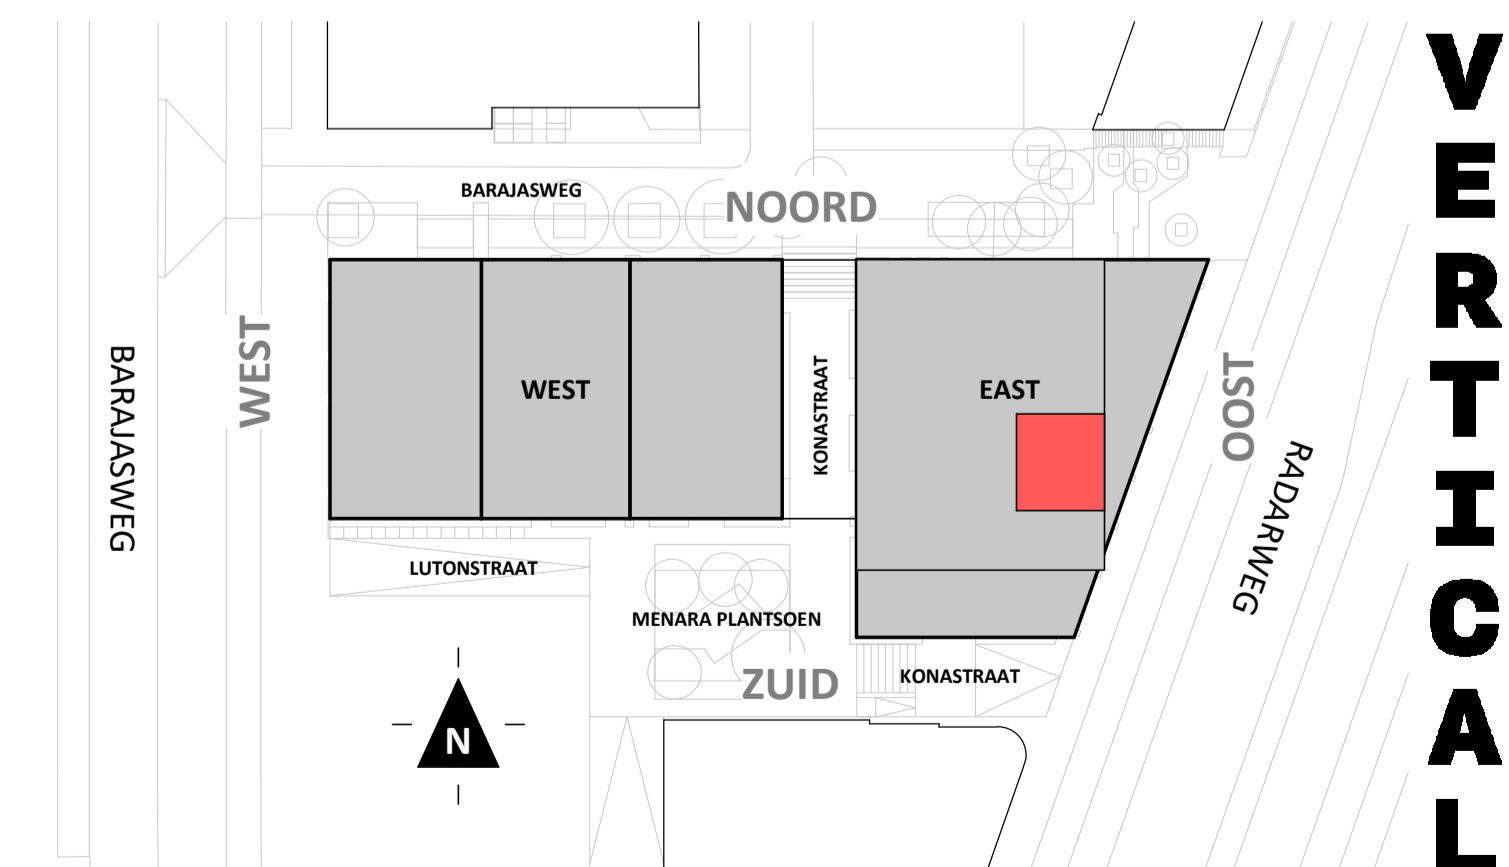 BARAJASWEG
NOORD
WEST
BARAJASWEG
WEST
KONASTRAAT
EAST
OOST
RADARWEG
LUTONSTRAAT
MENARA PLANTSOEN
ZUID
KONASTRAAT
N
VERTICAL